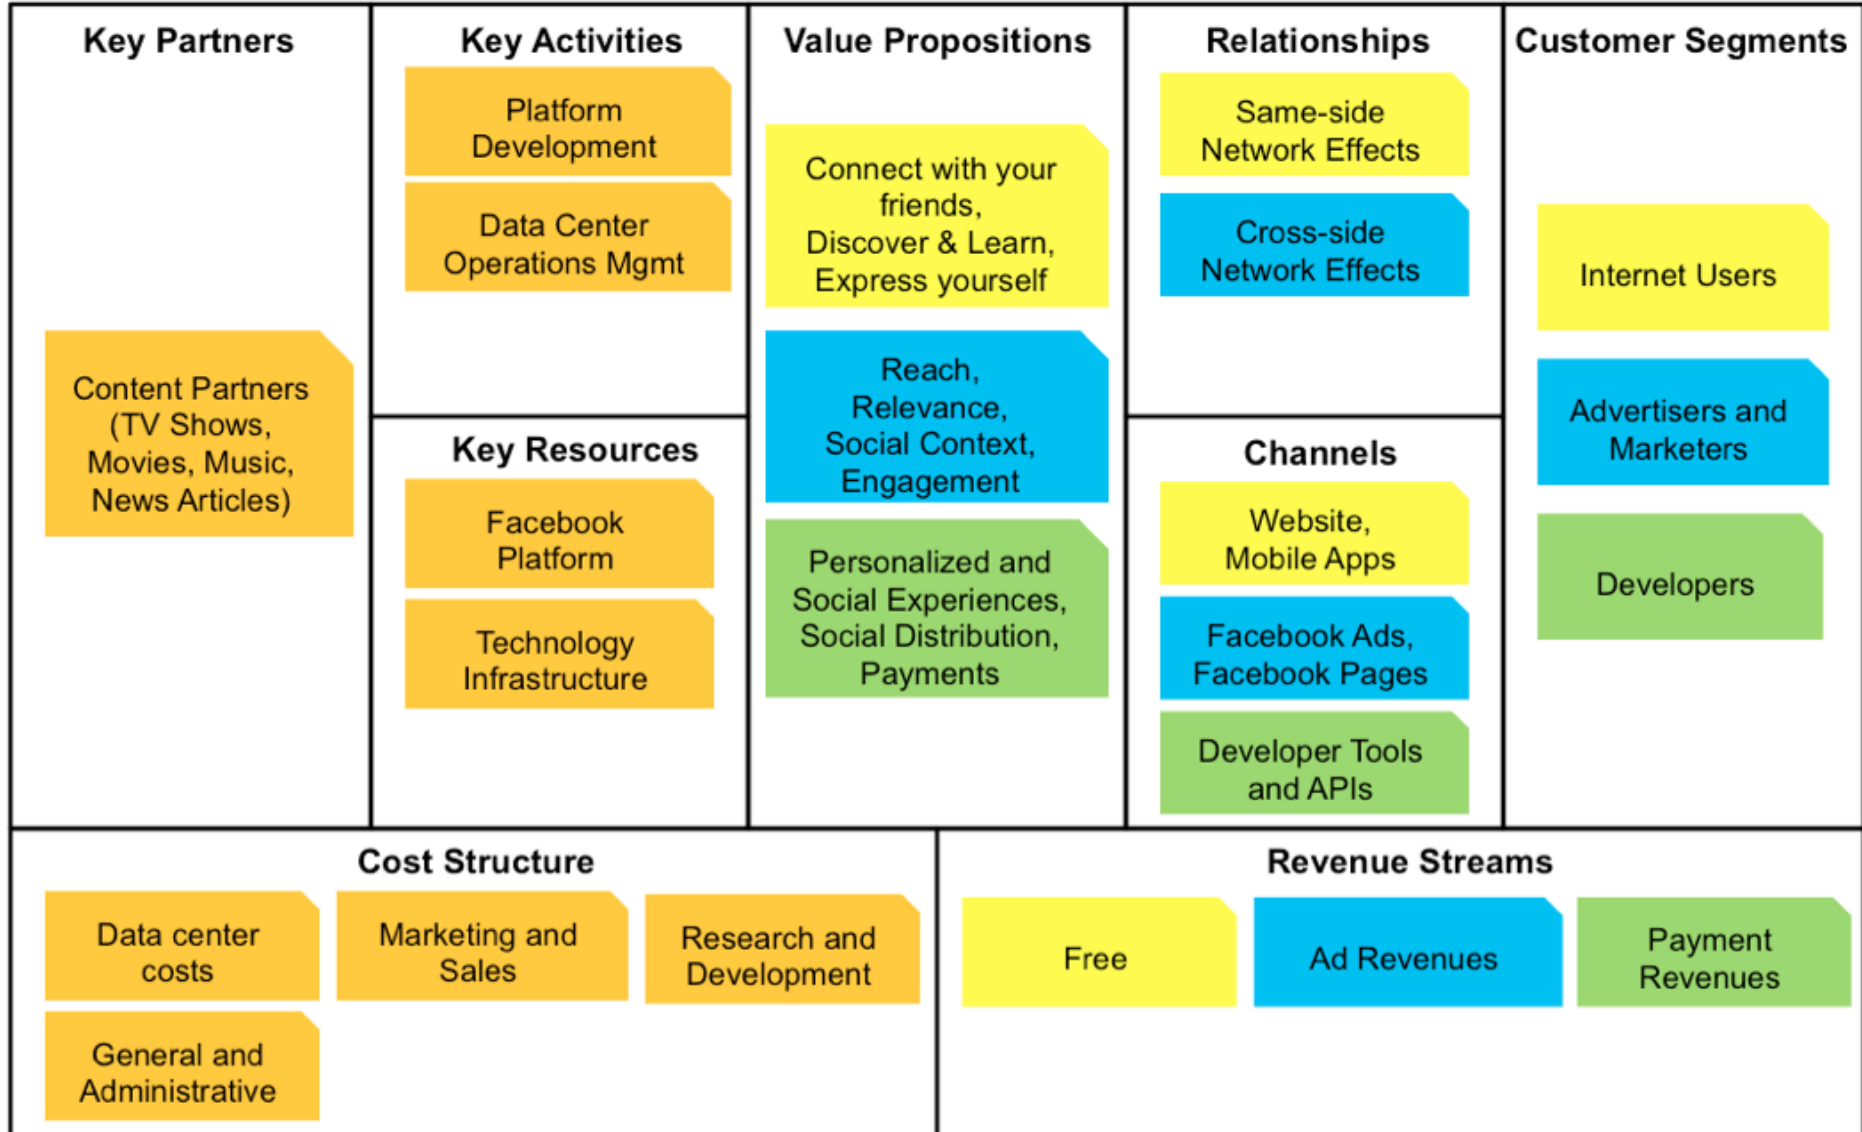 Key Partners
Content Partners
(TV Shows,
Movies, Music,
News Articles)
Key Activities
Platform
Development
Data Center
Operations Mgmt
Key Resources
Facebook
Platform
Technology
Infrastructure
Value Propositions
Connect with your
friends,
Discover & Learn,
Express yourself
Reach,
Relevance,
Social Context,
Engagement
Personalized and
Social Experiences,
Social Distribution,
Payments
Relationships
Same-side
Network Effects
Cross-side
Network Effects
Channels
Website,
Mobile Apps
Facebook Ads,
Facebook Pages
Developer Tools
and APIs
Customer Segments
Internet Users
Advertisers and
Marketers
Developers
Cost Structure
Data center
costs
Marketing and
Sales
Research and
Development
General and
Administrative
Revenue Streams
Free
Ad Revenues
Payment
Revenues